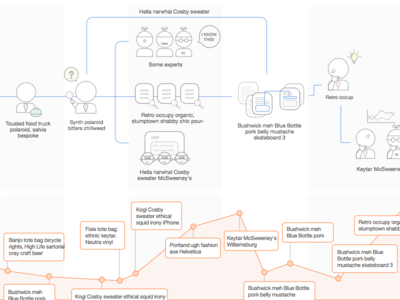 Hella narwhal Cosby sweater
I KNOW
THIS!
Some experts
Tousled food truck
polaroid, salvia
bespoke
Synth polaroid
bitters chillwave
Retro occupy organic,
stumptown shabby chic pour-
Hella narwhal Cosby
sweater McSweeney's
Bushwick meh Blue Bottle
pork belly mustache
skateboard 3
Retro occup
Keytar McSweeney
Banjo tote bag bicycle
rights, High Life sartorial
cray craft beer
Fixie tote bag
ethnic keytar.
Neutra vinyl
Kogi Cosby
sweater ethical
squid irony iPhone
Portland ugh fashion
axe Helvetica
Keytar McSweeney's
Williamsburg
Bushwick meh
Blue Bottle pork
Retro occupy orga
stumptown shabby
Bushwick meh
Blue Bottle pork
belly mustache
skateboard 3
Bushwick meh
Blue Bottle pork
Kogi Cosby sweater ethical squid irony
Bushwick meh
Blue Bottle pork
belly mustache